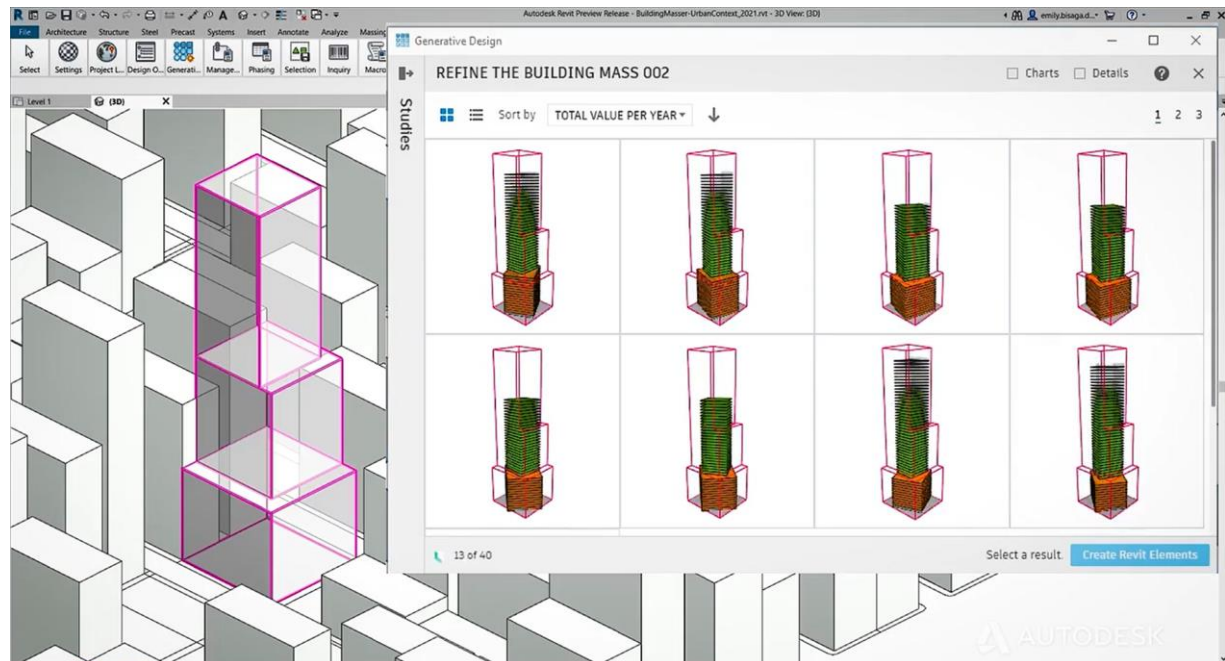 Autodesk Revit Preview Release - BuildingMasser-UrbanContext_2021.rvt - 3D View: {3D}
emily.bisaga.d...
File Architecture Structure Steel Precast Systems Insert Annotate Analyze Massing
Select Settings Project L... Design O... Generati... Manage... Phasing Selection Inquiry Macro
Level 1
{3D}
Generative Design
REFINE THE BUILDING MASS 002
Charts
Details
Studies
Sort by TOTAL VALUE PER YEAR
1 2 3
13 of 40
Select a result.
Create Revit Elements
AUTODESK